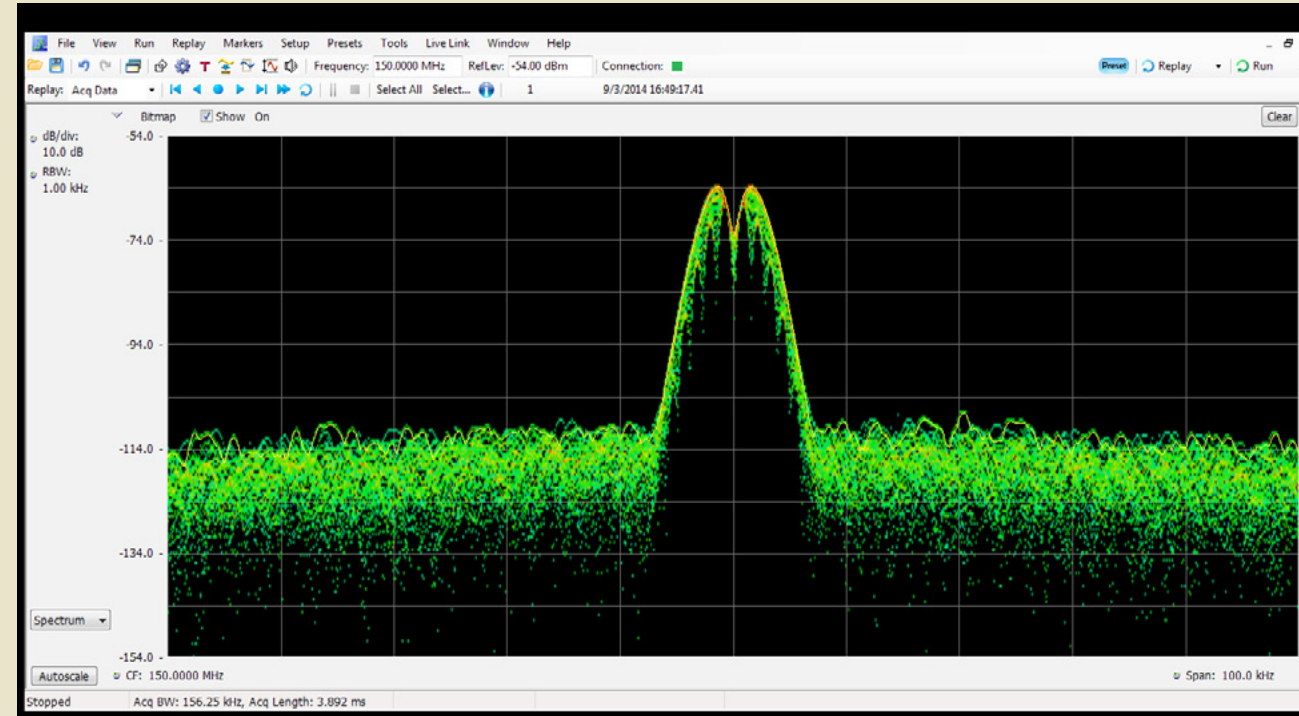 File View Run Replay Markers Setup Presets Tools Live Link Window Help
T Frequency: 150.0000 MHz RefLev: -54.00 dBm Connection: Preset Replay Run
Replay: Acq Data Select All Select... 1 9/3/2014 16:49:17.41
Bitmap Show On Clear
dB/div: -54.0
10.0 dB
RBW:
1.00 kHz
-74.0
-94.0
-114.0
-134.0
Spectrum
-154.0
Autoscale CF: 150.0000 MHz Span: 100.0 kHz
Stopped Acq BW: 156.25 kHz, Acq Length: 3.892 ms